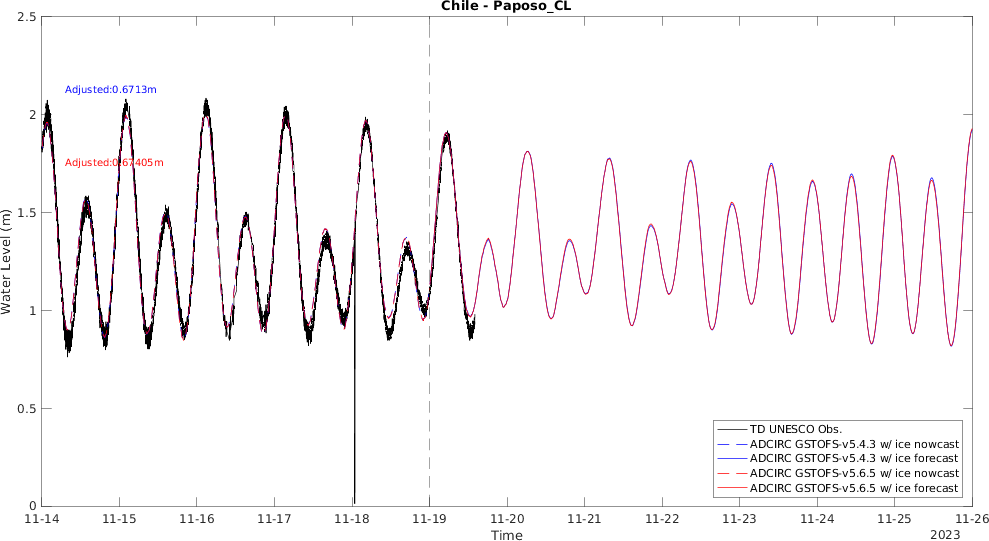 Chile - Paposo_CL
2.5
Adjusted:0.6713m
2
Adjusted:0.67405m
1.5
Water Level (m)
1
0.5
TD UNESCO Obs.
ADCIRC GSTOFS-v5.4.3 w/ ice nowcast
ADCIRC GSTOFS-v5.4.3 w/ ice forecast
ADCIRC GSTOFS-v5.6.5 w/ ice nowcast
ADCIRC GSTOFS-v5.6.5 w/ ice forecast
0
11-14 11-15 11-16 11-17 11-18 11-19 11-20 11-21 11-22 11-23 11-24 11-25 11-26
Time
2023